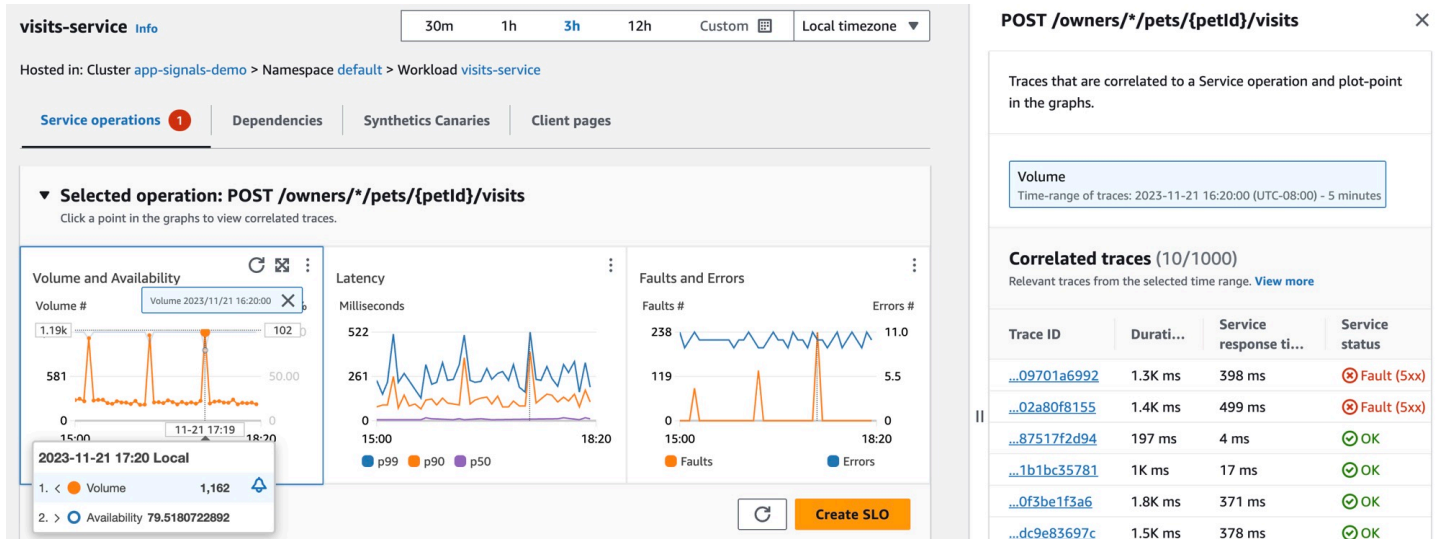 visits-service Info
30m 1h 3h 12h Custom Local timezone
Hosted in: Cluster app-signals-demo > Namespace default > Workload visits-service
Service operations 1 Dependencies Synthetics Canaries Client pages
Selected operation: POST /owners/*/pets/{petId}/visits
Click a point in the graphs to view correlated traces.
Volume and Availability
Volume #
Volume 2023/11/21 16:20:00
%
1.19k
102
581
50.00
0
0
15:00
11-21 17:19
18:20
2023-11-21 17:20 Local
1. < Volume 1,162
2. > Availability 79.5180722892
Latency
Milliseconds
522
261
0
15:00 18:20
p99 p90 p50
Faults and Errors
Faults # Errors #
238 11.0
119 5.5
0 0
15:00 18:20
Faults Errors
Create SLO
POST /owners/*/pets/{petId}/visits
Traces that are correlated to a Service operation and plot-point
in the graphs.
Volume
Time-range of traces: 2023-11-21 16:20:00 (UTC-08:00) - 5 minutes
Correlated traces (10/1000)
Relevant traces from the selected time range. View more
Trace ID Durati... Service response ti... Service status
...09701a6992 1.3K ms 398 ms Fault (5xx)
...02a80f8155 1.4K ms 499 ms Fault (5xx)
...87517f2d94 197 ms 4 ms OK
...1b1bc35781 1K ms 17 ms OK
...0f3be1f3a6 1.8K ms 371 ms OK
...dc9e83697c 1.5K ms 378 ms OK